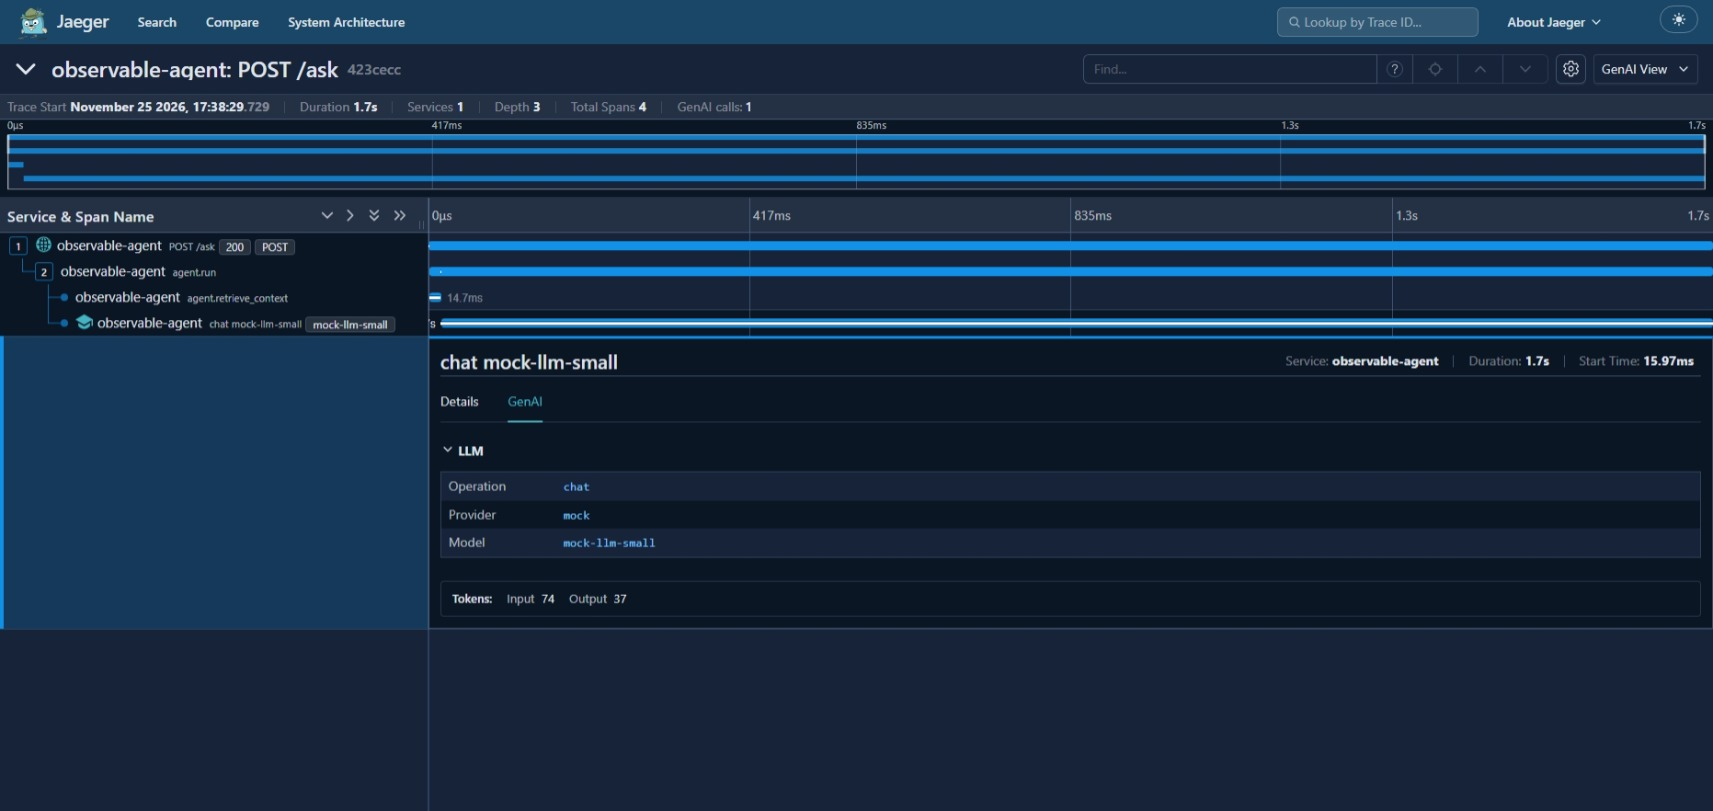 Jaeger Search Compare System Architecture Lookup by Trace ID... About Jaeger
observable-agent: POST /ask 423cecc Find... GenAI View
Trace Start November 25 2026, 17:38:29.729 Duration 1.7s Services 1 Depth 3 Total Spans 4 GenAI calls: 1
0µs 417ms 835ms 1.3s 1.7s
Service & Span Name 0µs 417ms 835ms 1.3s 1.7s
1 observable-agent POST /ask 200 POST
2 observable-agent agent.run
observable-agent agent.retrieve_context 14.7ms
observable-agent chat mock-llm-small mock-llm-small s
chat mock-llm-small Service: observable-agent Duration: 1.7s Start Time: 15.97ms
Details GenAI
LLM
Operation chat
Provider mock
Model mock-llm-small
Tokens: Input 74 Output 37